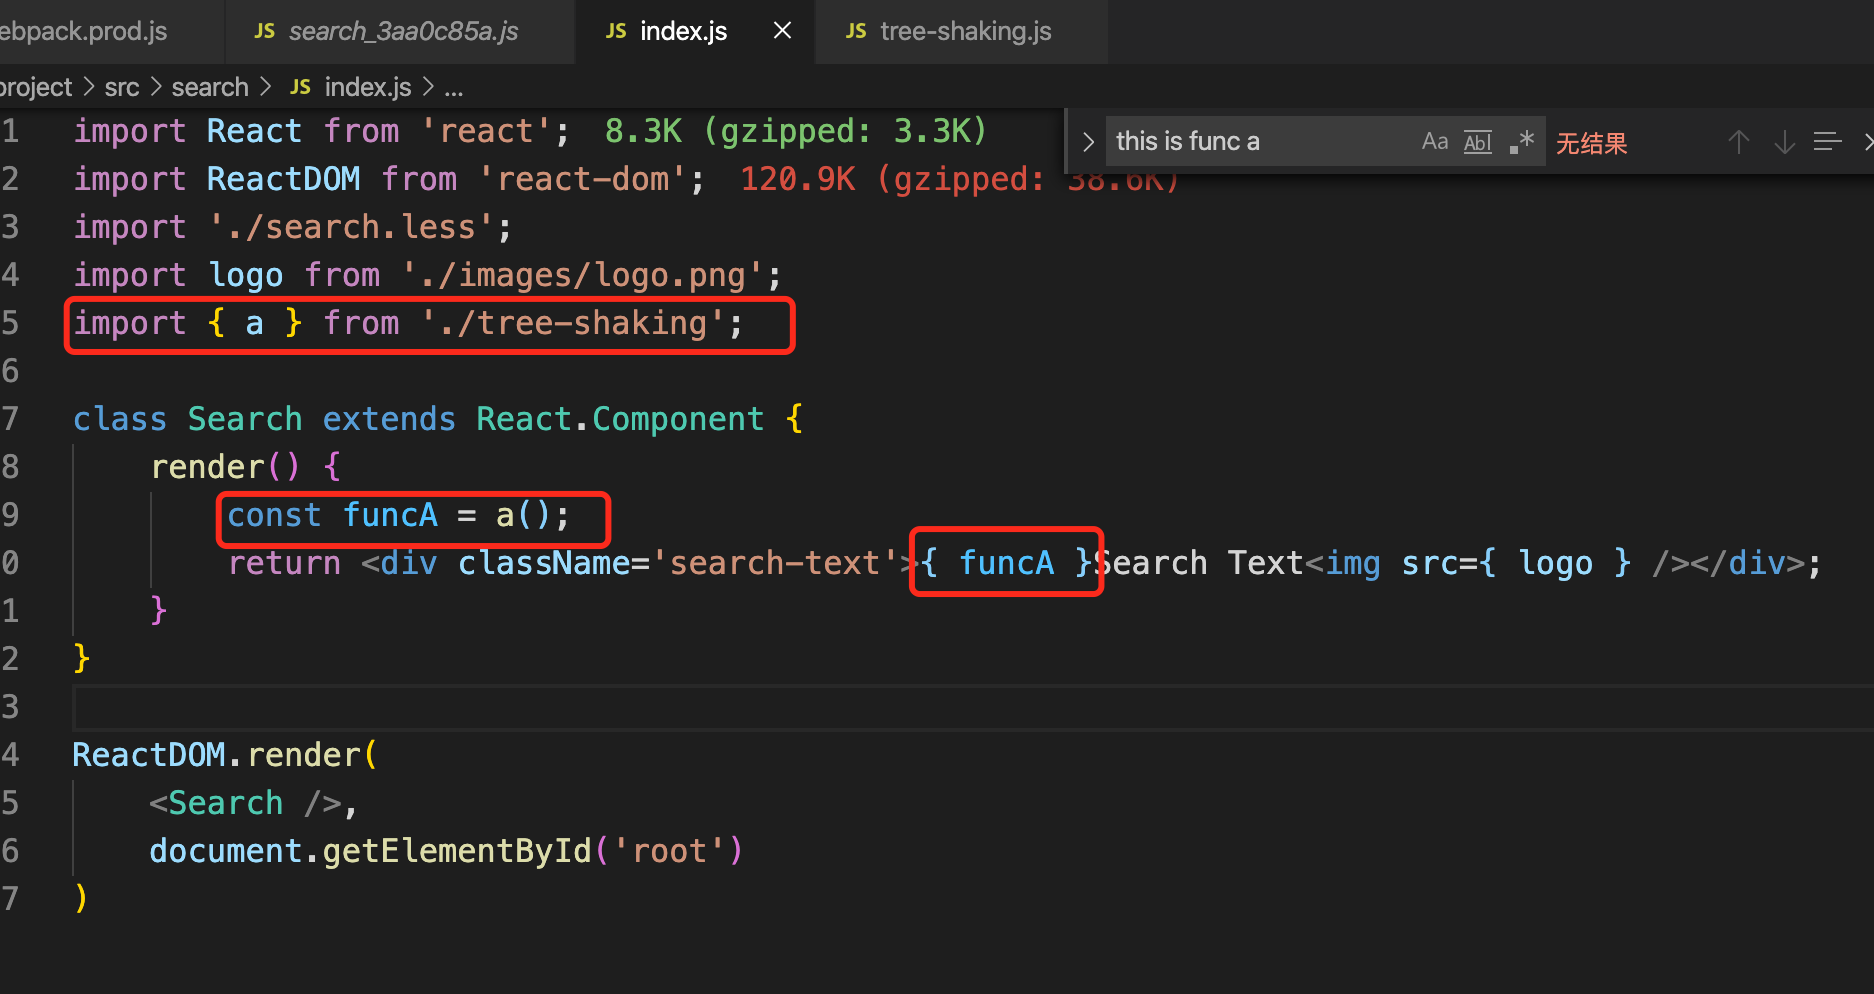 ebpack.prod.js JS search_3aa0c85a.js JS index.js × JS tree-shaking.js
project > src > search > JS index.js > ...
this is func a Aa Abl .* 无结果
1 import React from 'react'; 8.3K (gzipped: 3.3K)
2 import ReactDOM from 'react-dom'; 120.9K (gzipped: 38.6K)
3 import './search.less';
4 import logo from './images/logo.png';
5 import { a } from './tree-shaking';
6
7 class Search extends React.Component {
8 render() {
9 const funcA = a();
0 return <div className='search-text'>{ funcA }Search Text<img src={ logo } /></div>;
1 }
2 }
3
4 ReactDOM.render(
5 <Search />,
6 document.getElementById('root')
7 )